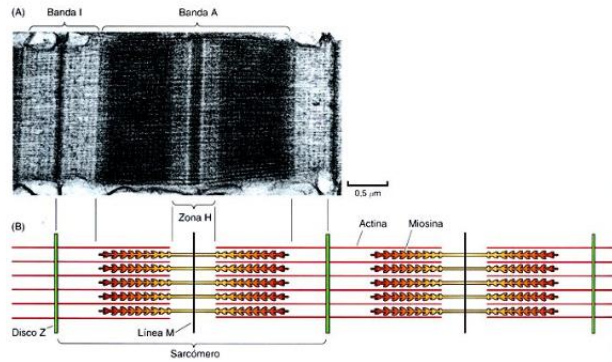 (A) Banda I Banda A
0,5 μm
Zona H
(B) Actina Miosina
Disco Z Línea M
Sarcómero